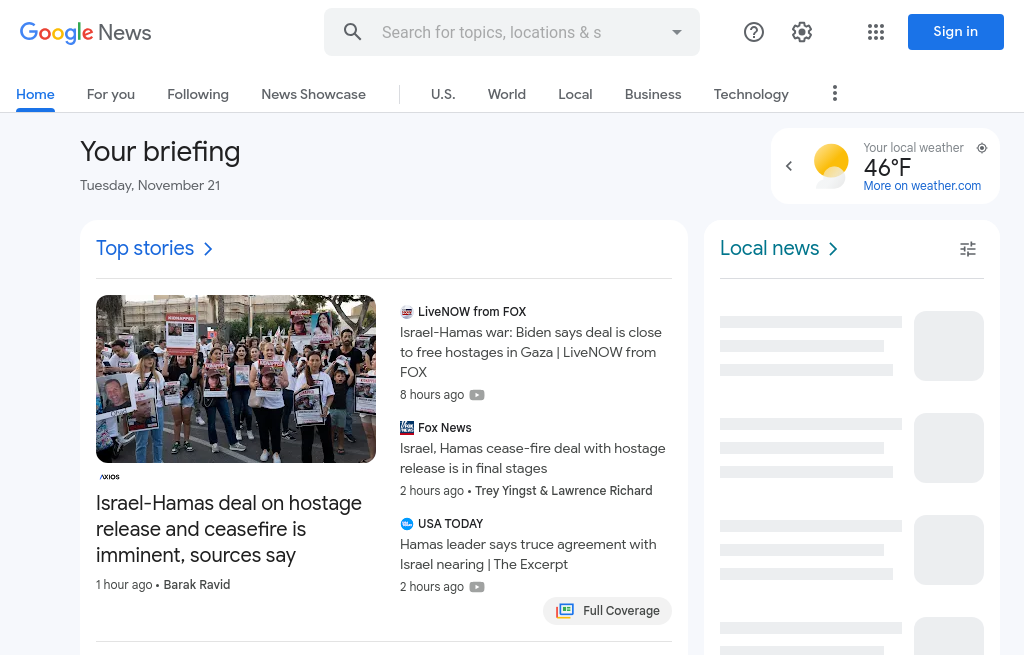 Google News
Search for topics, locations & s
Sign in
Home
For you
Following
News Showcase
U.S.
World
Local
Business
Technology
Your briefing
Tuesday, November 21
Your local weather
46°F
More on weather.com
Top stories
Local news
KIDNAPPED
AXIOS
Israel-Hamas deal on hostage
release and ceasefire is
imminent, sources say
1 hour ago • Barak Ravid
LiveNOW from FOX
Israel-Hamas war: Biden says deal is close
to free hostages in Gaza | LiveNOW from
FOX
8 hours ago
Fox News
Israel, Hamas cease-fire deal with hostage
release is in final stages
2 hours ago • Trey Yingst & Lawrence Richard
USA TODAY
Hamas leader says truce agreement with
Israel nearing | The Excerpt
2 hours ago
Full Coverage